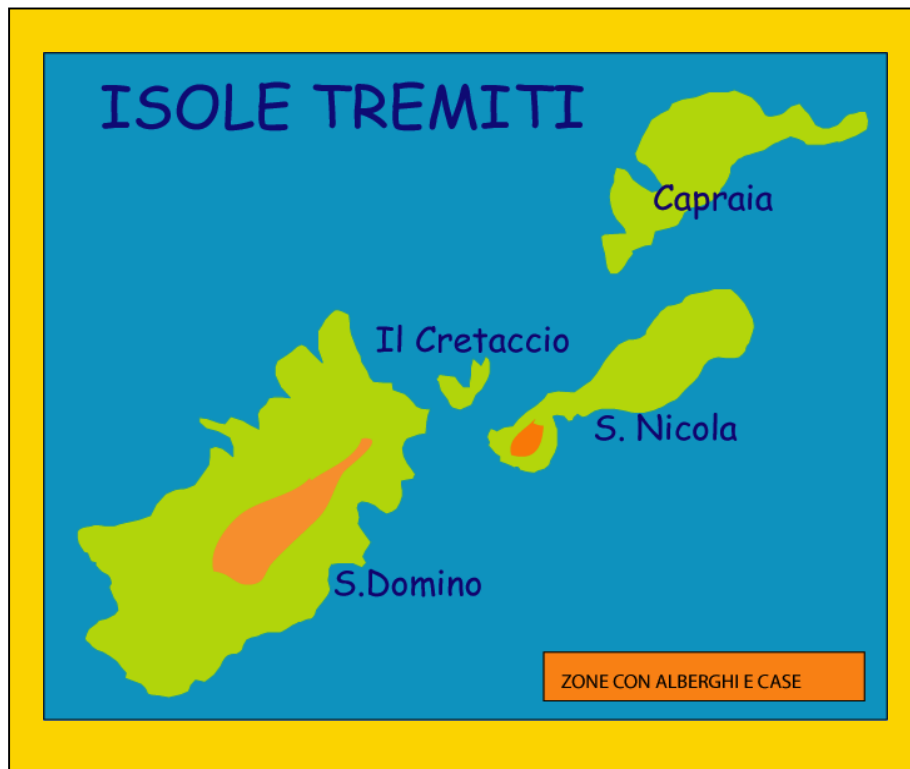 ISOLE TREMITI
Capraia
Il Cretaccio
S. Nicola
S.Domino
ZONE CON ALBERGHI E CASE